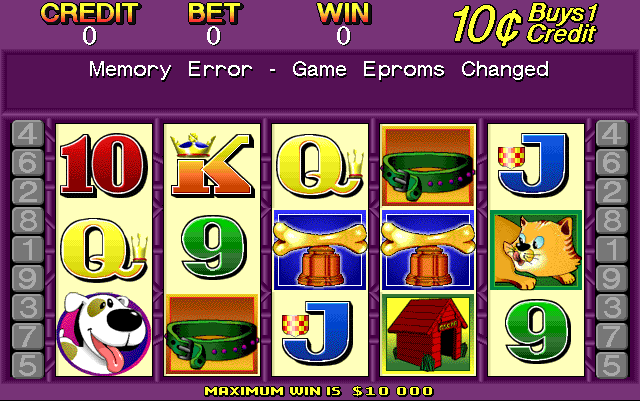 CREDIT BET WIN 10¢ Buys 1 Credit
0 0 0
Memory Error - Game Eproms Changed
4 4
6 6
2 2
8 8
1 1
9 9
3 3
7 7
5 5
10 K Q J
Q 9
J 9
MAXIMUM WIN IS $10 000